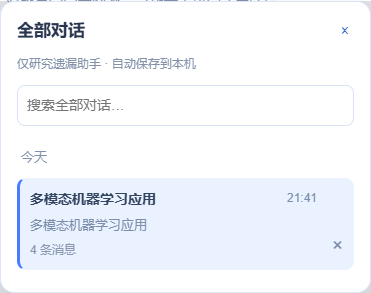 全部对话 ×
仅研究遗漏助手 · 自动保存到本机
搜索全部对话…
今天
多模态机器学习应用 21:41
多模态机器学习应用
4 条消息 ×